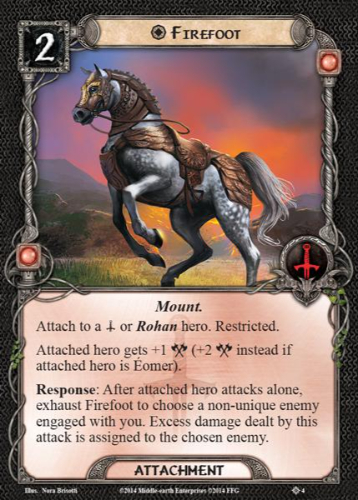 2
Firefoot
Mount.
Attach to a or Rohan hero. Restricted.
Attached hero gets +1 (+2 instead if
attached hero is Éomer).
Response: After attached hero attacks alone,
exhaust Firefoot to choose a non-unique enemy
engaged with you. Excess damage dealt by this
attack is assigned to the chosen enemy.
ATTACHMENT
Illus. Nora Brisotti ©2014 Middle-earth Enterprises ©2014 FFG 4